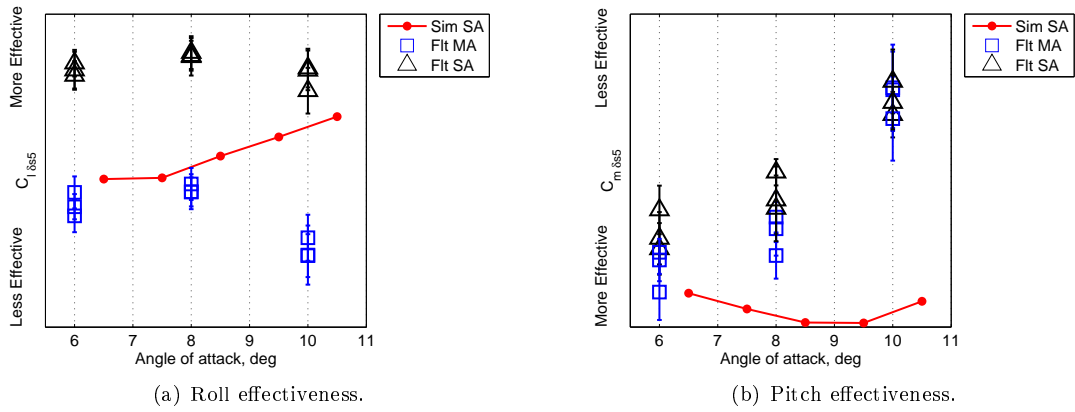 More Effective
C l δs5
Less Effective
6 7 8 9 10 11
Angle of attack, deg
Sim SA
Flt MA
Flt SA
(a) Roll effectiveness.
Less Effective
C m δs5
More Effective
6 7 8 9 10 11
Angle of attack, deg
Sim SA
Flt MA
Flt SA
(b) Pitch effectiveness.